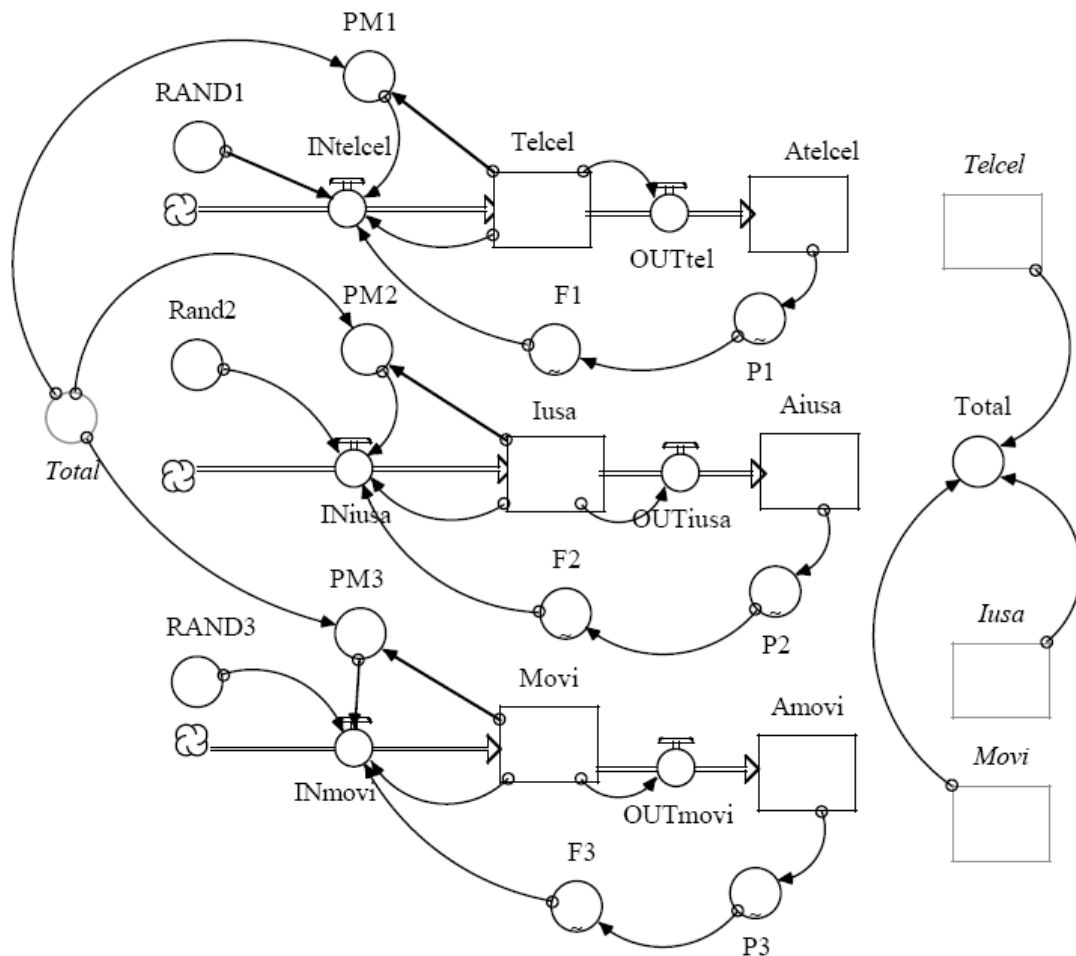 PM1
RAND1
INtelcel
Telcel
Atelcel
Telcel
OUTtel
PM2
F1
Rand2
P1
Iusa
Aiusa
Total
Total
INiusa
OUTiusa
F2
PM3
Iusa
RAND3
P2
Movi
Amovi
Movi
INmovi
OUTmovi
F3
P3